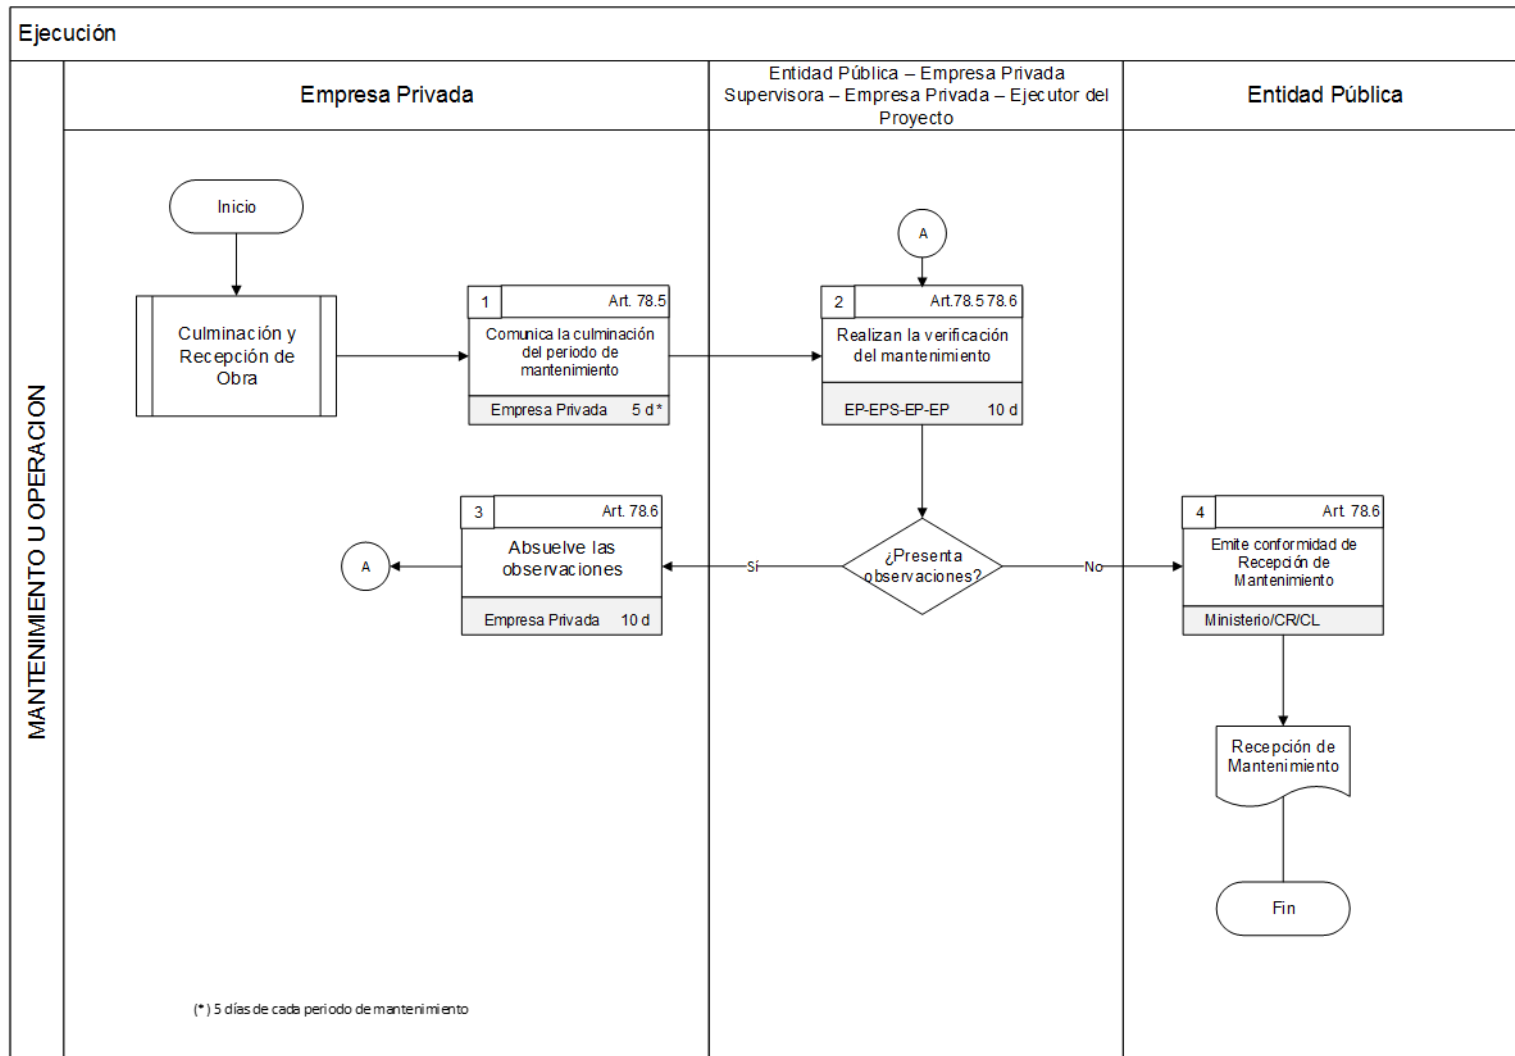 Ejecución
MANTENIMIENTO U OPERACION
Empresa Privada
Entidad Pública – Empresa Privada
Supervisora – Empresa Privada – Ejecutor del
Proyecto
Entidad Pública
Inicio
Culminación y
Recepción de
Obra
1
Art. 78.5
Comunica la culminación
del periodo de
mantenimiento
Empresa Privada 5 d*
A
2
Art.78.5 78.6
Realizan la verificación
del mantenimiento
EP-EPS-EP-EP 10 d
¿Presenta
observaciones?
Sí
No
3
Art. 78.6
Absuelve las
observaciones
Empresa Privada 10 d
A
4
Art. 78.6
Emite conformidad de
Recepción de
Mantenimiento
Ministerio/CR/CL
Recepción de
Mantenimiento
Fin
(*) 5 días de cada periodo de mantenimiento